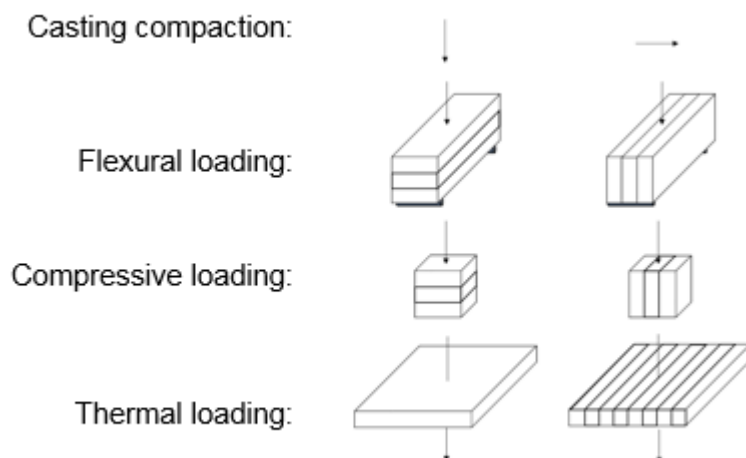 Casting compaction:
Flexural loading:
Compressive loading:
Thermal loading: